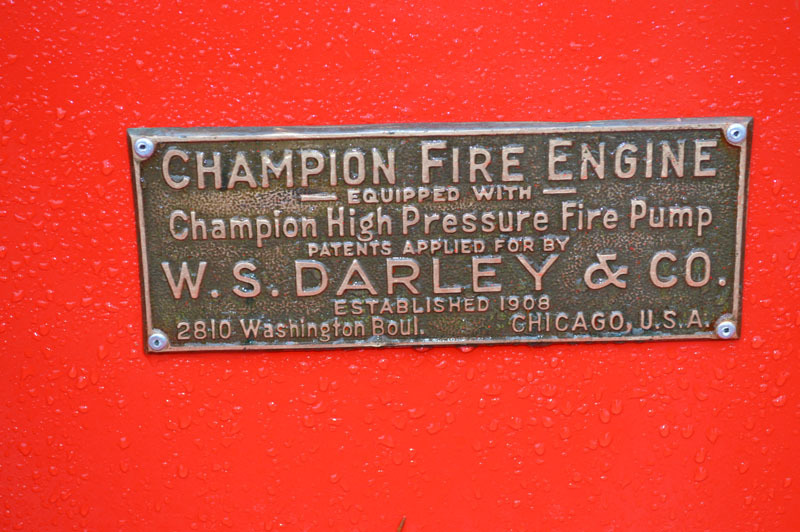 CHAMPION FIRE ENGINE
— EQUIPPED WITH —
Champion High Pressure Fire Pump
PATENTS APPLIED FOR BY
W. S. DARLEY & CO.
ESTABLISHED 1908
2810 Washington Boul. CHICAGO, U.S.A.